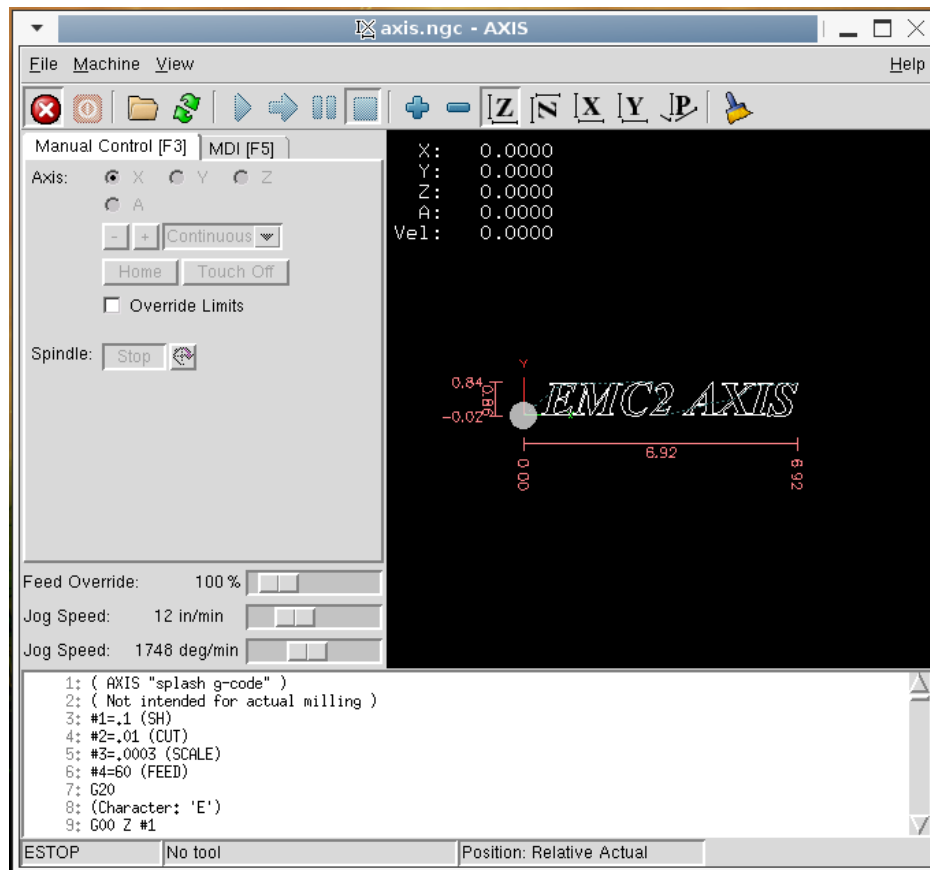 axis.ngc - AXIS
File Machine View Help
Z N X Y P
Manual Control [F3] MDI [F5]
Axis: X Y Z
A
- + Continuous
Home Touch Off
Override Limits
Spindle: Stop
Feed Override: 100 %
Jog Speed: 12 in/min
Jog Speed: 1748 deg/min
X: 0.0000
Y: 0.0000
Z: 0.0000
A: 0.0000
Vel: 0.0000
Y
0.84
0.86
-0.02
EMC2 AXIS
X
6.92
0.00
6.92
1: ( AXIS "splash g-code" )
2: ( Not intended for actual milling )
3: #1=.1 (SH)
4: #2=.01 (CUT)
5: #3=.0003 (SCALE)
6: #4=60 (FEED)
7: G20
8: (Character: 'E')
9: G00 Z #1
ESTOP No tool Position: Relative Actual